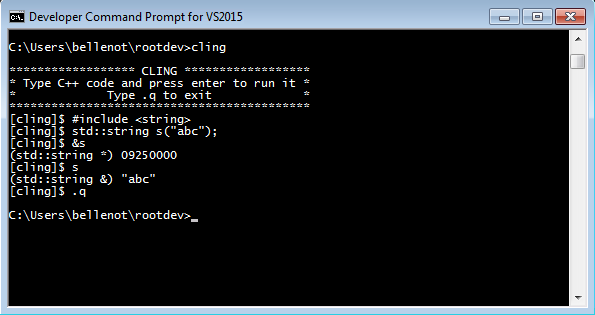 Developer Command Prompt for VS2015
C:\Users\bellenot\rootdev>cling
***************** CLING *****************
* Type C++ code and press enter to run it *
*             Type .q to exit             *
*******************************************
[cling]$ #include <string>
[cling]$ std::string s("abc");
[cling]$ &s
(std::string *) 09250000
[cling]$ s
(std::string &) "abc"
[cling]$ .q
C:\Users\bellenot\rootdev>_